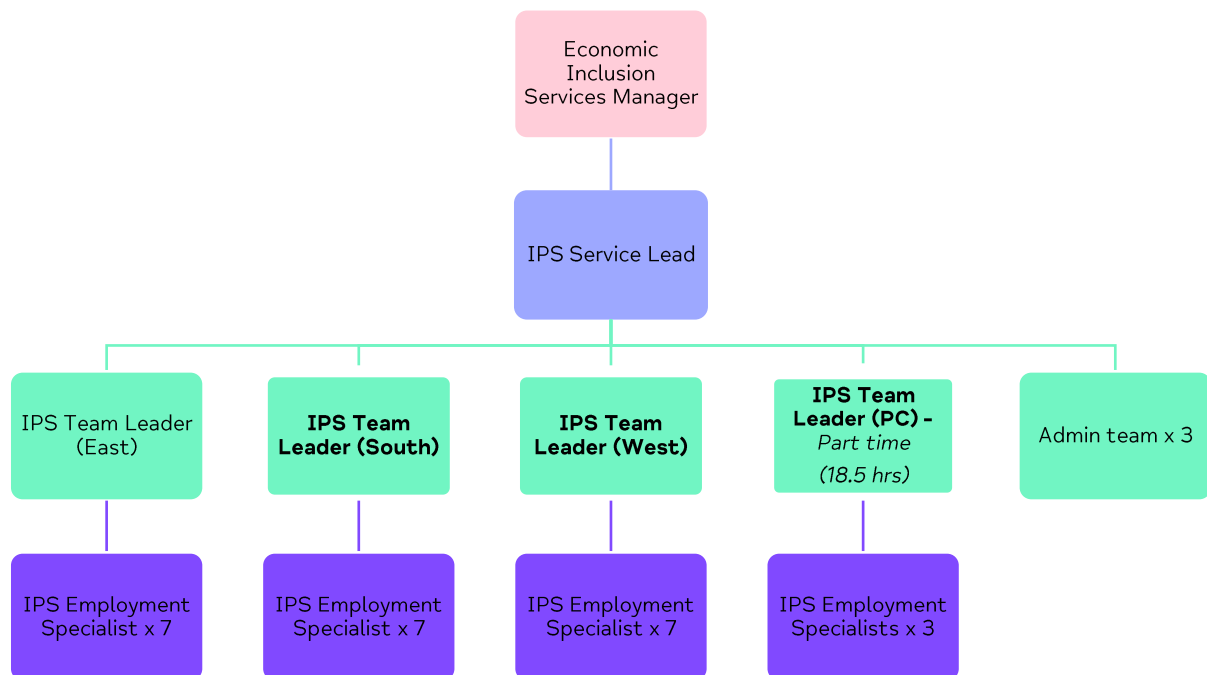 Economic
Inclusion
Services Manager
IPS Service Lead
IPS Team Leader
(East)
IPS Team
Leader (South)
IPS Team
Leader (West)
IPS Team
Leader (PC) -
Part time
(18.5 hrs)
Admin team x 3
IPS Employment
Specialist x 7
IPS Employment
Specialist x 7
IPS Employment
Specialist x 7
IPS Employment
Specialists x 3